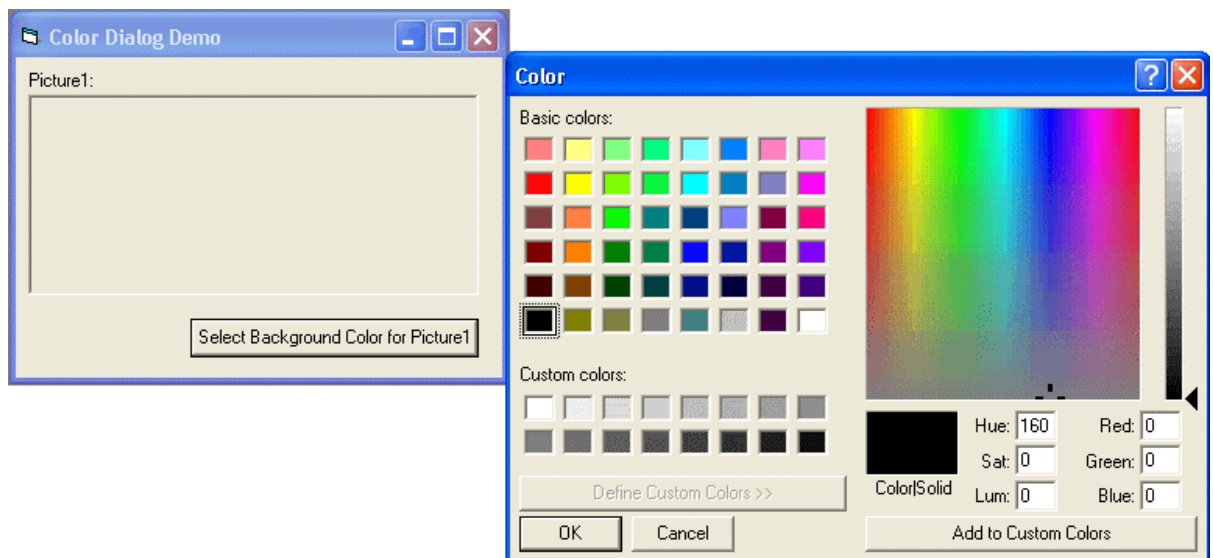 Color Dialog Demo
Picture1:
Select Background Color for Picture1
Color
?
Basic colors:
Custom colors:
Define Custom Colors >>
OK Cancel
Color|Solid
Hue: 160 Red: 0
Sat: 0 Green: 0
Lum: 0 Blue: 0
Add to Custom Colors